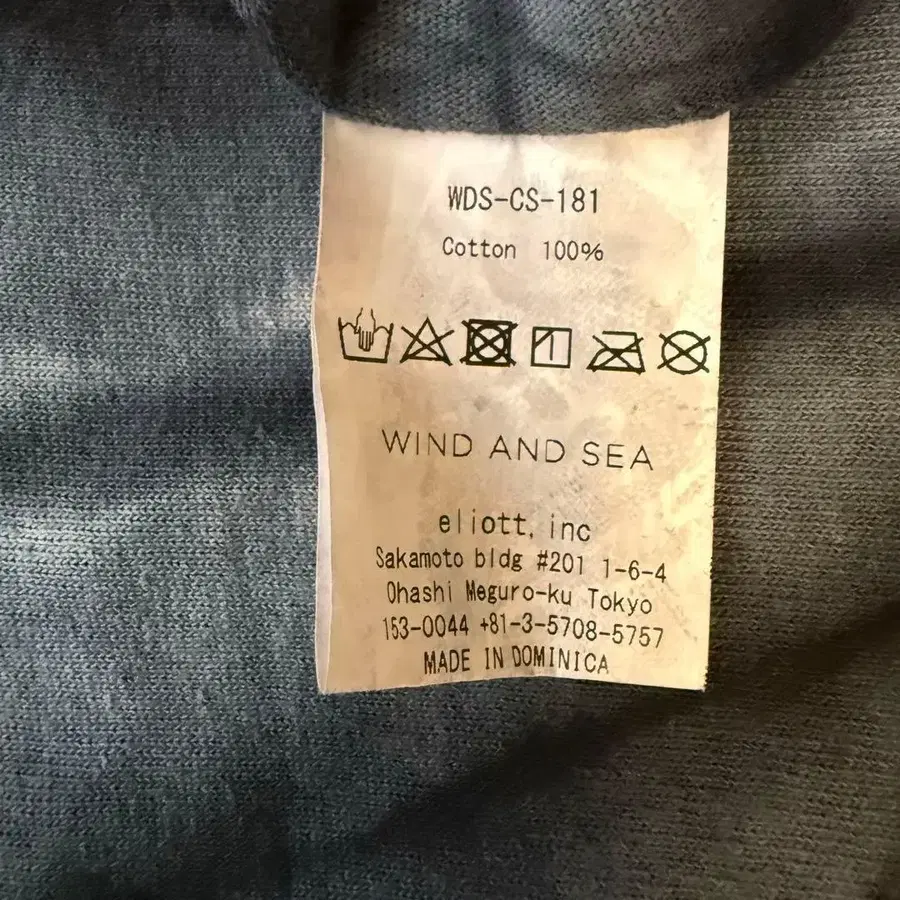 WDS-CS-181
Cotton 100%
WIND AND SEA
eliott, inc
Sakamoto bldg #201 1-6-4
Ohashi Meguro-ku Tokyo
153-0044 +81-3-5708-5757
MADE IN DOMINICA